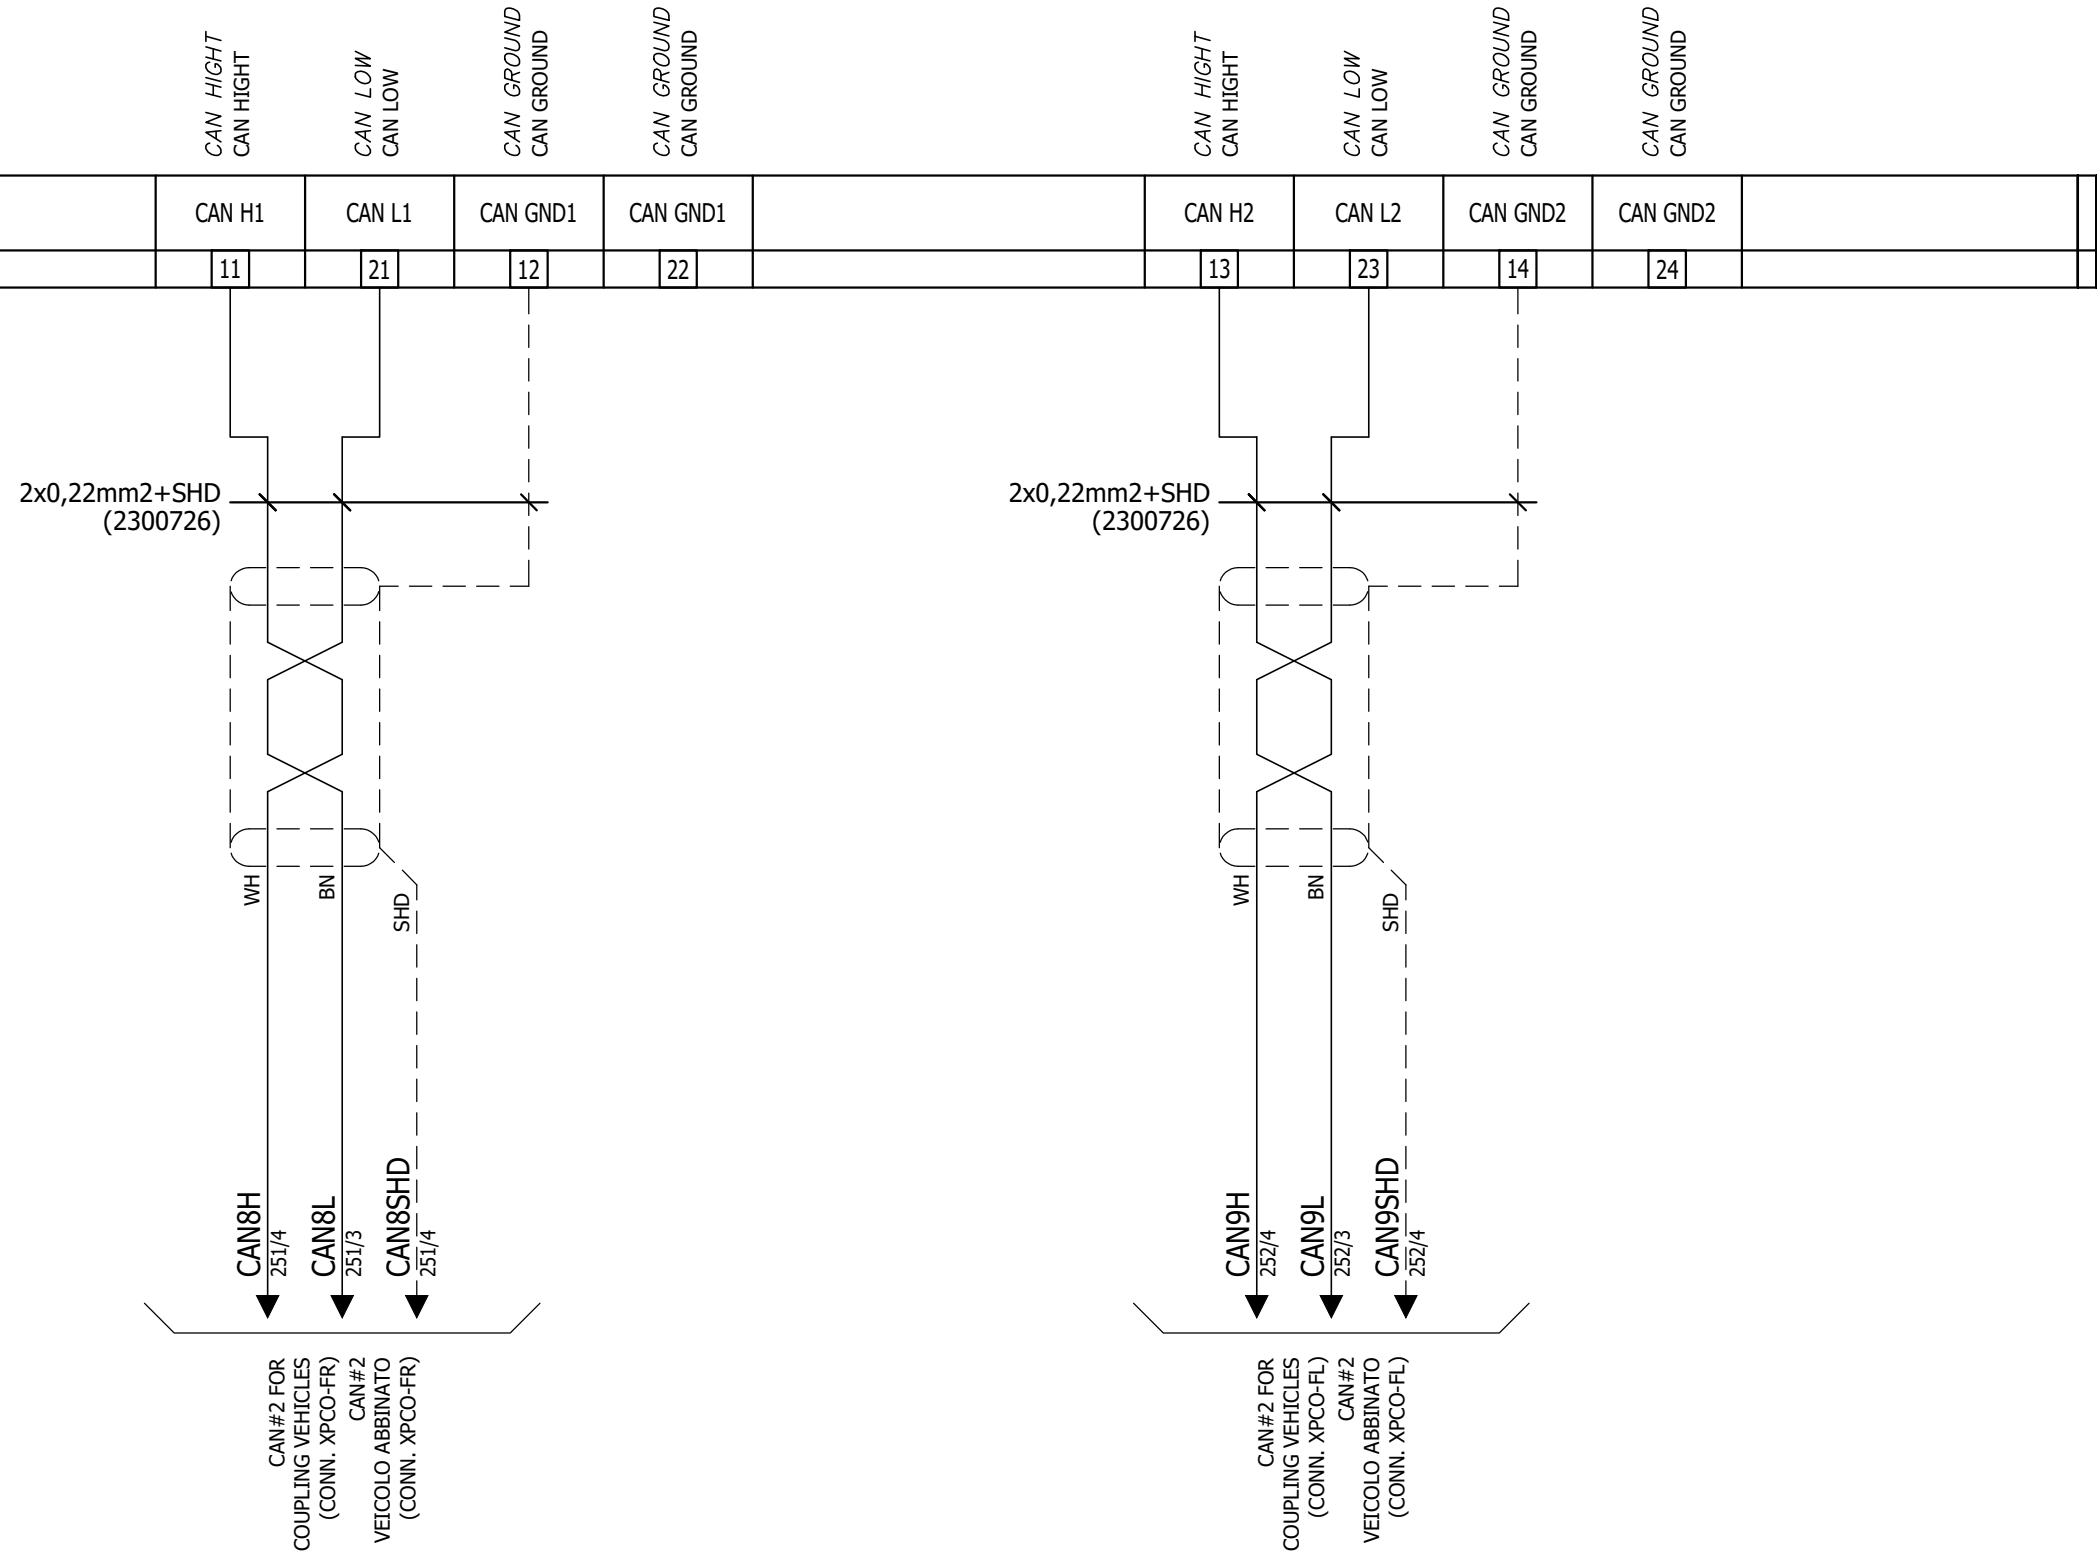 CAN HIGHT
CAN HIGHT
CAN LOW
CAN LOW
CAN GROUND
CAN GROUND
CAN GROUND
CAN GROUND
CAN HIGHT
CAN HIGHT
CAN LOW
CAN LOW
CAN GROUND
CAN GROUND
CAN GROUND
CAN GROUND
CAN H1
CAN L1
CAN GND1
CAN GND1
CAN H2
CAN L2
CAN GND2
CAN GND2
11
21
12
22
13
23
14
24
2x0,22mm2+SHD
(2300726)
2x0,22mm2+SHD
(2300726)
WH
BN
SHD
WH
BN
SHD
CAN8H
251/4
CAN8L
251/3
CAN8SHD
251/4
CAN9H
252/4
CAN9L
252/3
CAN9SHD
252/4
CAN#2 FOR
COUPLING VEHICLES
(CONN. XPCO-FR)
CAN#2
VEICOLO ABBINATO
(CONN. XPCO-FR)
CAN#2 FOR
COUPLING VEHICLES
(CONN. XPCO-FL)
CAN#2
VEICOLO ABBINATO
(CONN. XPCO-FL)